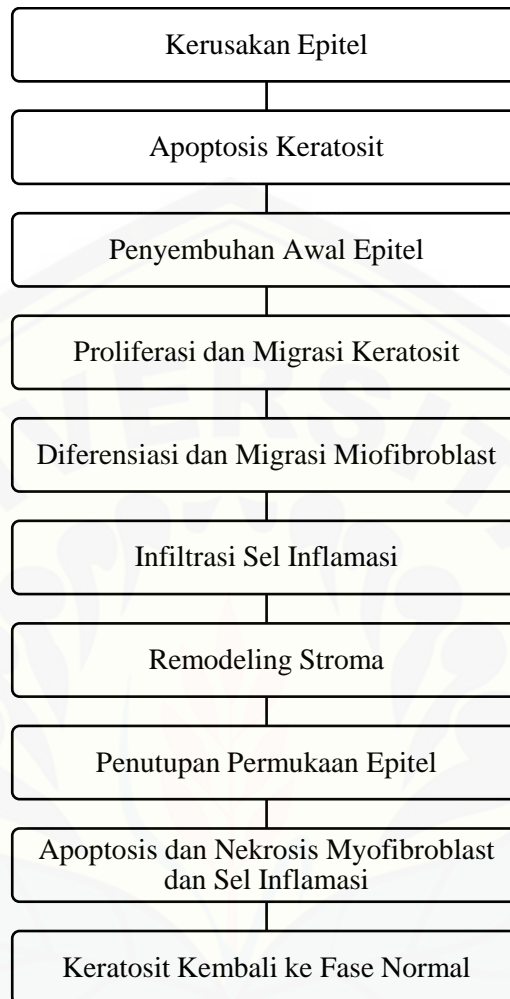 Kerusakan Epitel
Apoptosis Keratosit
Penyembuhan Awal Epitel
Proliferasi dan Migrasi Keratosit
Diferensiasi dan Migrasi Miofibroblast
Infiltrasi Sel Inflamasi
Remodeling Stroma
Penutupan Permukaan Epitel
Apoptosis dan Nekrosis Myofibroblast
dan Sel Inflamasi
Keratosit Kembali ke Fase Normal